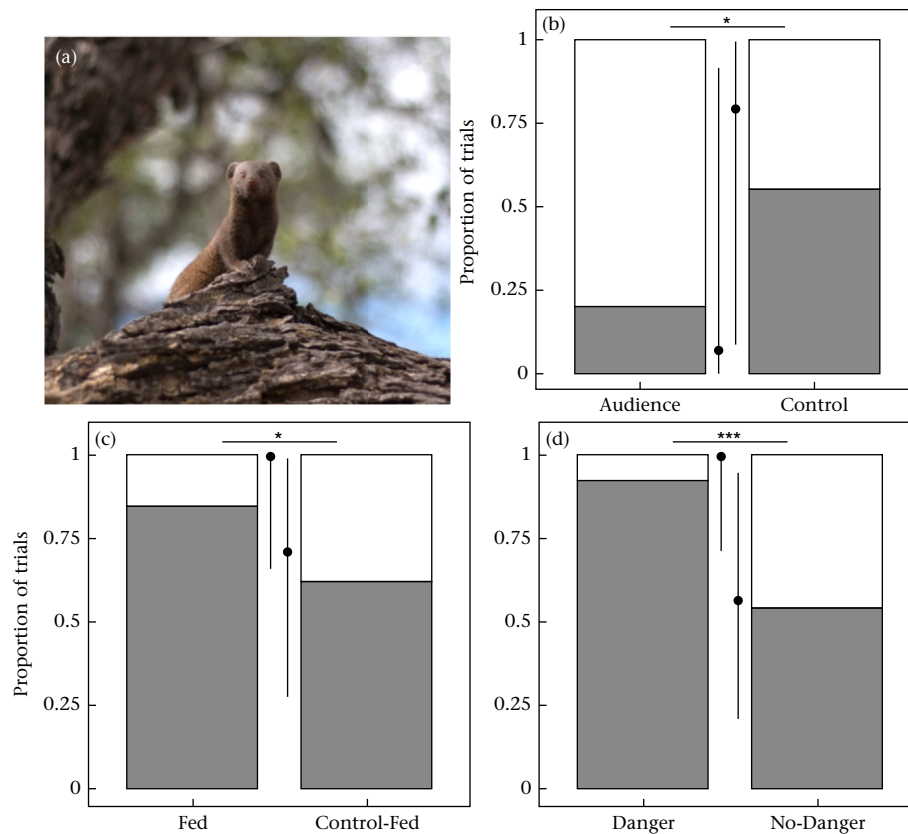 (a)
(b)
*
1
0.75
0.5
0.25
0
Proportion of trials
Audience
Control
(c)
*
1
0.75
0.5
0.25
0
Proportion of trials
Fed
Control-Fed
(d)
***
1
0.75
0.5
0.25
0
Danger
No-Danger